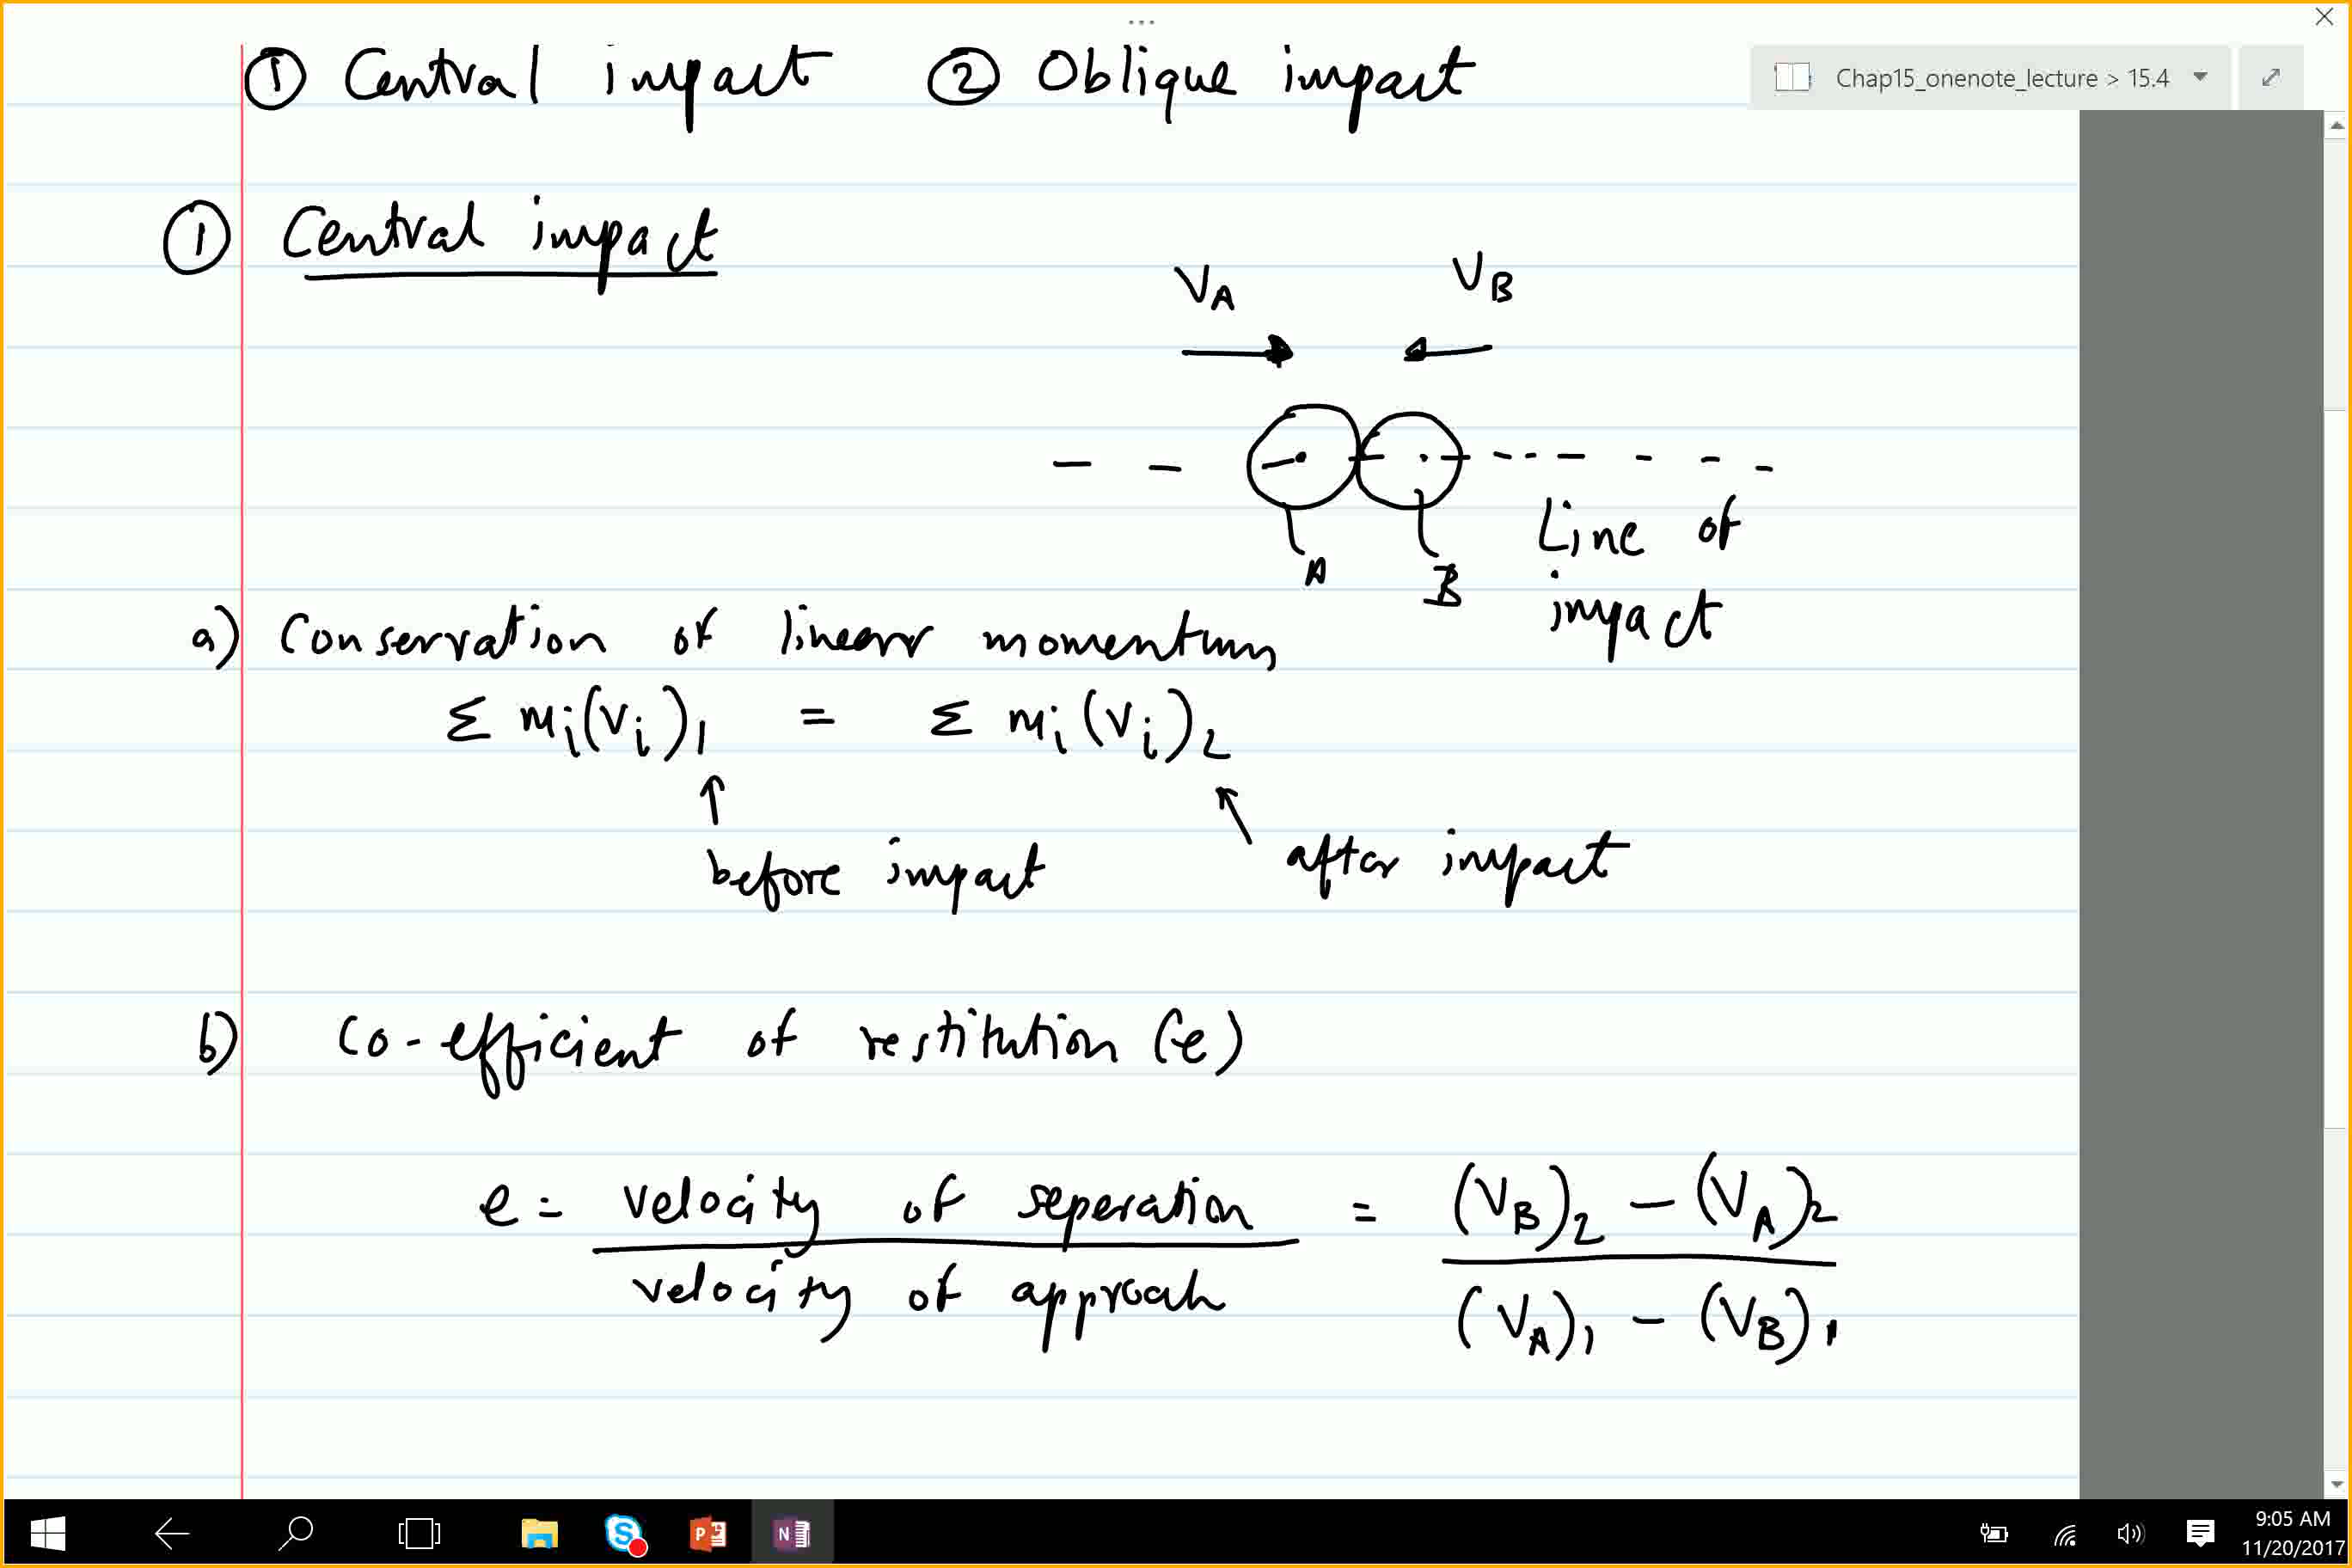 ① Central impact ② Oblique impact
Chap15_onenote_lecture > 15.4
① Central impact
VA VB
A B
Line of
impact
a) Conservation of linear momentum
Σ mi(vi)1 = Σ mi(vi)2
before impact after impact
b) co-efficient of restitution (e)
e = velocity of seperation / velocity of approach = (VB)2 - (VA)2 / (VA)1 - (VB)1
9:05 AM
11/20/2017